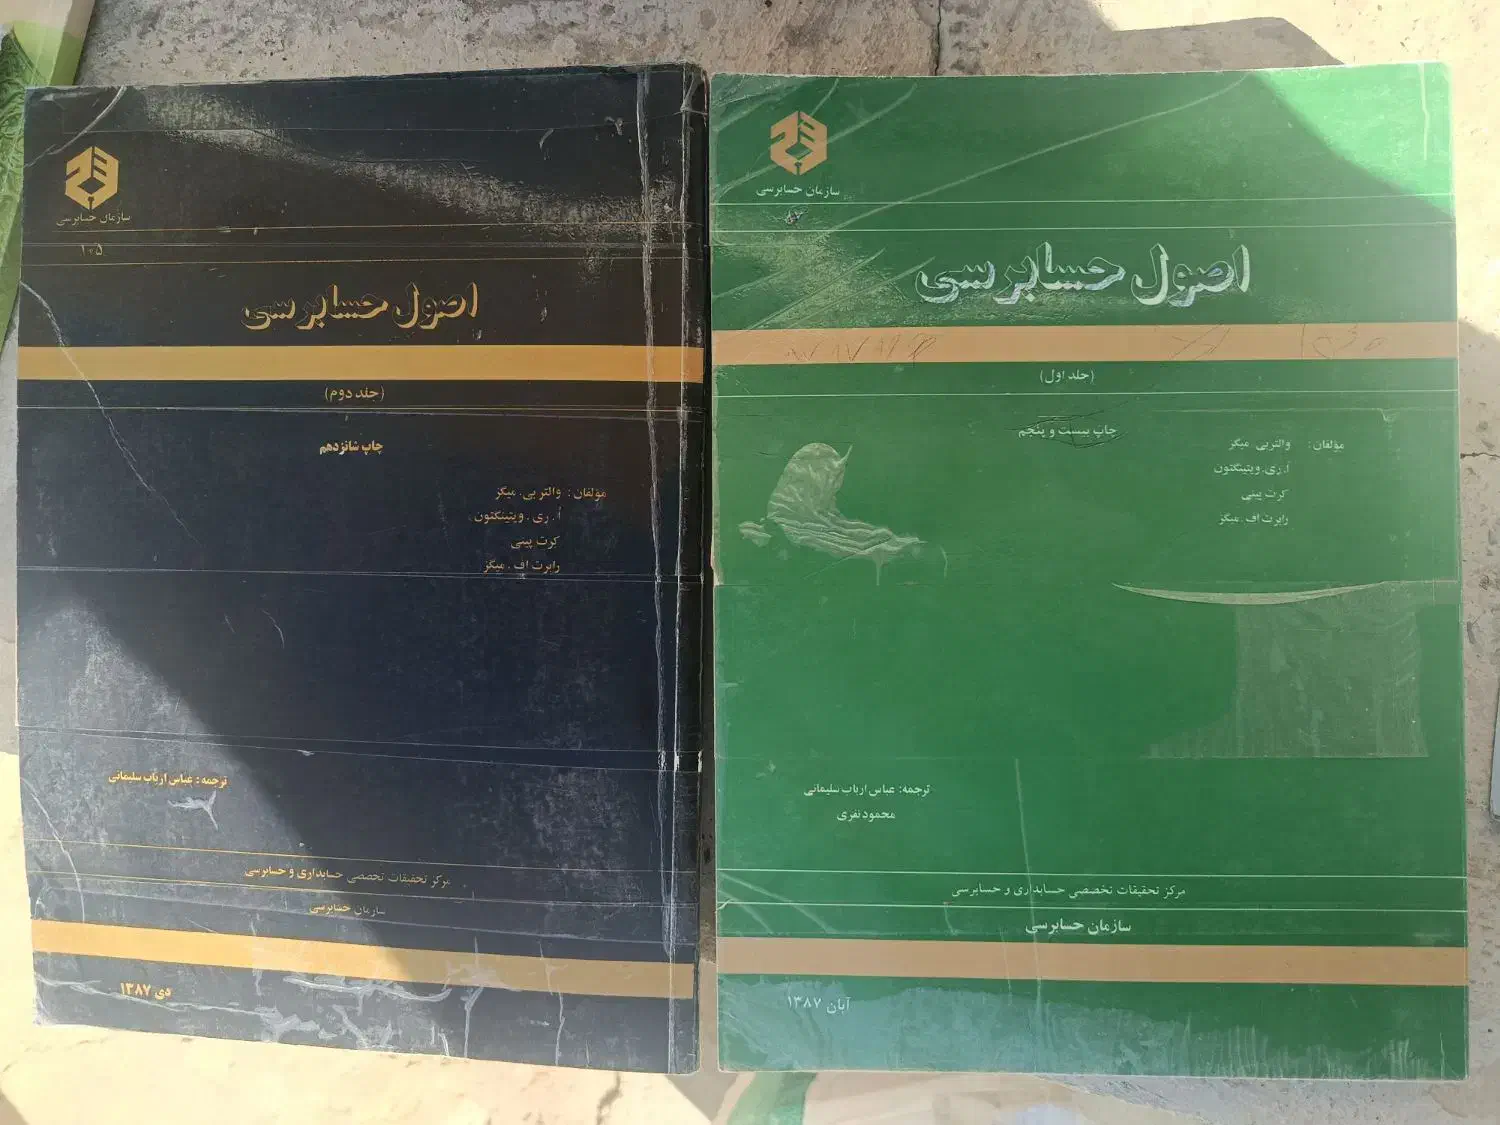 سازمان حسابرسی
۸۷
اصول حسابرسی
(جلد اول)
چاپ بیست و پنجم
مؤلفان: والتربی. میگز
اُ.ری.ویتینگتون
کرت پینی
رابرت اف. میگز
ترجمه: عباس ارباب سلیمانی
محمود نفری
مرکز تحقیقات تخصصی حسابداری و حسابرسی
سازمان حسابرسی
آبان ۱۳۸۷
سازمان حسابرسی
۱۰۵
اصول حسابرسی
(جلد دوم)
چاپ شانزدهم
مؤلفان: والتربی. میگز
اُ.ری.ویتینگتون
کرت پینی
رابرت اف. میگز
ترجمه: عباس ارباب سلیمانی
مرکز تحقیقات تخصصی حسابداری و حسابرسی
سازمان حسابرسی
دی ۱۳۸۷